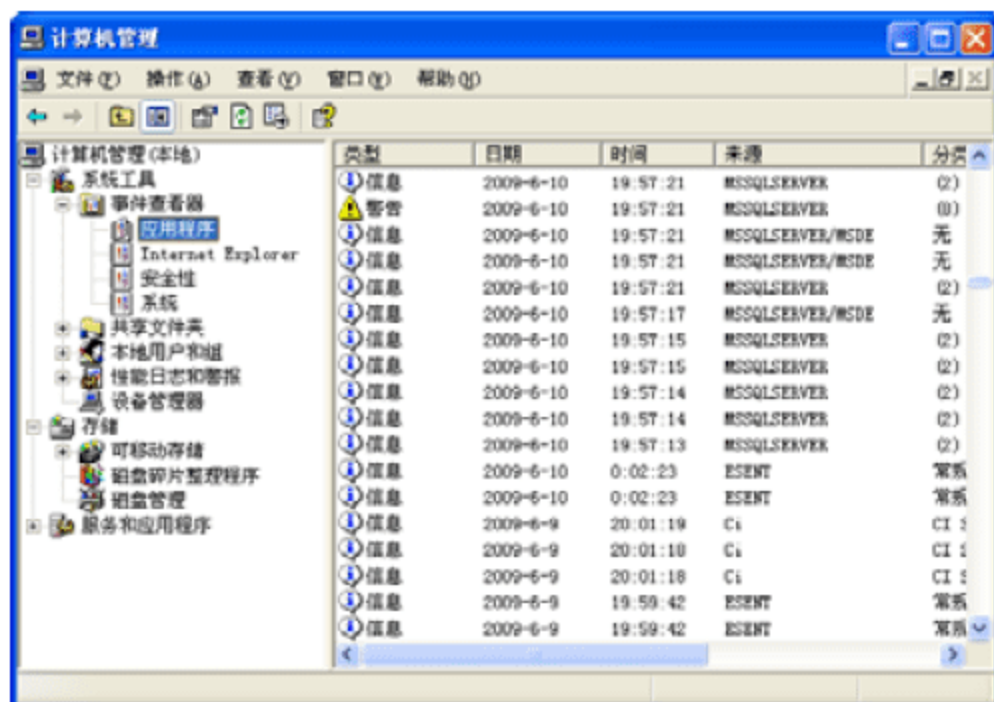 计算机管理
文件(F) 操作(A) 查看(V) 窗口(W) 帮助(H)
计算机管理(本地)
系统工具
事件查看器
应用程序
Internet Explorer
安全性
系统
共享文件夹
本地用户和组
性能日志和警报
设备管理器
存储
可移动存储
磁盘碎片整理程序
磁盘管理
服务和应用程序
类型 日期 时间 来源 分类
信息 2009-6-10 19:57:21 MSSQLSERVER (2)
警告 2009-6-10 19:57:21 MSSQLSERVER (8)
信息 2009-6-10 19:57:21 MSSQLSERVER/MSDE 无
信息 2009-6-10 19:57:21 MSSQLSERVER/MSDE 无
信息 2009-6-10 19:57:21 MSSQLSERVER (2)
信息 2009-6-10 19:57:17 MSSQLSERVER/MSDE 无
信息 2009-6-10 19:57:15 MSSQLSERVER (2)
信息 2009-6-10 19:57:15 MSSQLSERVER (2)
信息 2009-6-10 19:57:14 MSSQLSERVER (2)
信息 2009-6-10 19:57:14 MSSQLSERVER (2)
信息 2009-6-10 19:57:13 MSSQLSERVER (2)
信息 2009-6-10 0:02:23 ESENT 常规
信息 2009-6-10 0:02:23 ESENT 常规
信息 2009-6-9 20:01:19 Ci CI
信息 2009-6-9 20:01:18 Ci CI
信息 2009-6-9 20:01:18 Ci CI
信息 2009-6-9 19:59:42 ESENT 常规
信息 2009-6-9 19:59:42 ESENT 常规